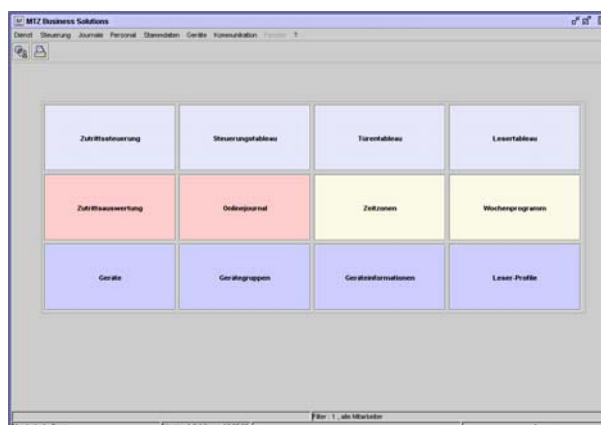 MTZ Business Solutions
Dienst Steuerung Journale Personal Stammdaten Geräte Kommunikation Fenster ?
Zutrittssteuerung Steuerungstableau Türentableau Lesertableau
Zutrittsauswertung Onlinejournal Zeitzonen Wochenprogramm
Geräte Gerätegruppen Geräteinformationen Leser-Profile
Filter : 1 , alle Mitarbeiter